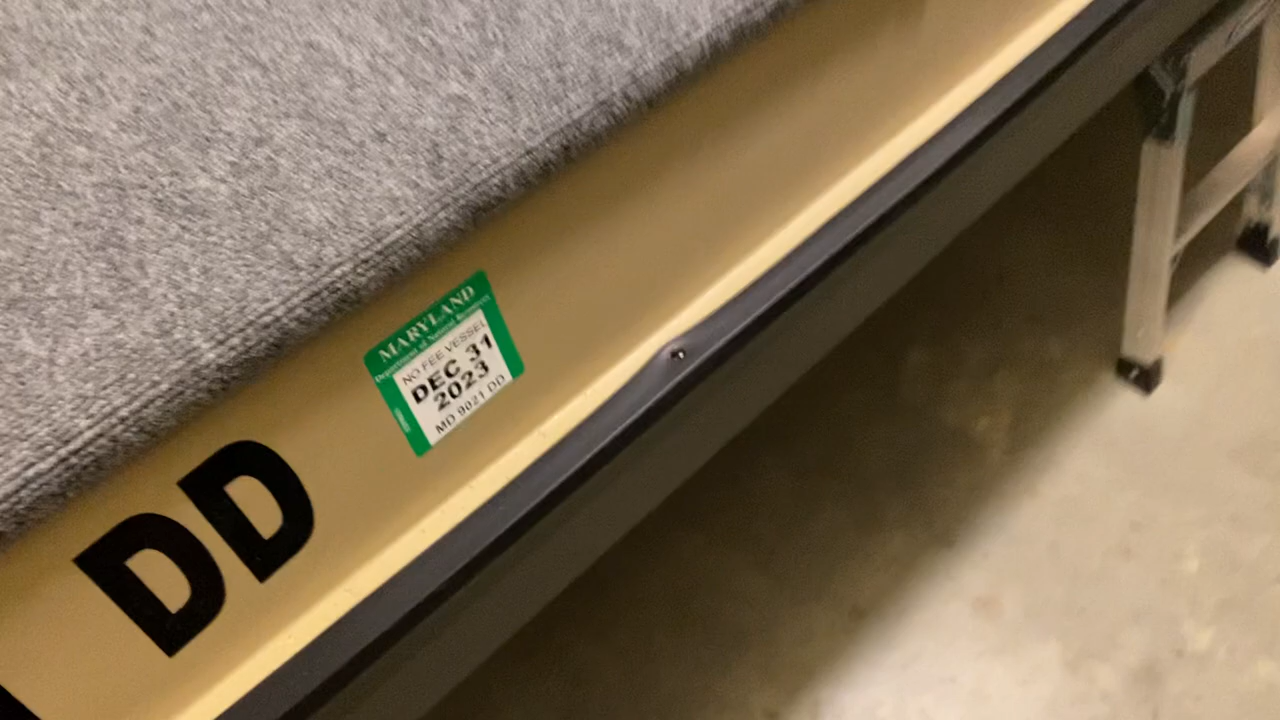 MARYLAND
Department of Natural Resources
NO FEE VESSEL
DEC 31
2023
MD 9021 DD
DD